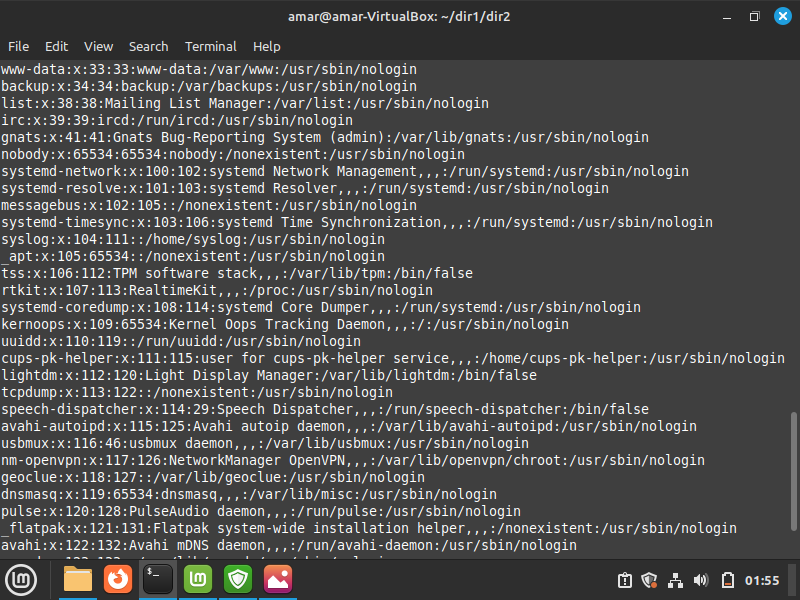 amar@amar-VirtualBox: ~/dir1/dir2
File Edit View Search Terminal Help
www-data:x:33:33:www-data:/var/www:/usr/sbin/nologin
backup:x:34:34:backup:/var/backups:/usr/sbin/nologin
list:x:38:38:Mailing List Manager:/var/list:/usr/sbin/nologin
irc:x:39:39:ircd:/run/ircd:/usr/sbin/nologin
gnats:x:41:41:Gnats Bug-Reporting System (admin):/var/lib/gnats:/usr/sbin/nologin
nobody:x:65534:65534:nobody:/nonexistent:/usr/sbin/nologin
systemd-network:x:100:102:systemd Network Management,,,:/run/systemd:/usr/sbin/nologin
systemd-resolve:x:101:103:systemd Resolver,,,:/run/systemd:/usr/sbin/nologin
messagebus:x:102:105::/nonexistent:/usr/sbin/nologin
systemd-timesync:x:103:106:systemd Time Synchronization,,,:/run/systemd:/usr/sbin/nologin
syslog:x:104:111::/home/syslog:/usr/sbin/nologin
_apt:x:105:65534::/nonexistent:/usr/sbin/nologin
tss:x:106:112:TPM software stack,,,:/var/lib/tpm:/bin/false
rtkit:x:107:113:RealtimeKit,,,:/proc:/usr/sbin/nologin
systemd-coredump:x:108:114:systemd Core Dumper,,,:/run/systemd:/usr/sbin/nologin
kernoops:x:109:65534:Kernel Oops Tracking Daemon,,,:/:/usr/sbin/nologin
uuidd:x:110:119::/run/uuidd:/usr/sbin/nologin
cups-pk-helper:x:111:115:user for cups-pk-helper service,,,:/home/cups-pk-helper:/usr/sbin/nologin
lightdm:x:112:120:Light Display Manager:/var/lib/lightdm:/bin/false
tcpdump:x:113:122::/nonexistent:/usr/sbin/nologin
speech-dispatcher:x:114:29:Speech Dispatcher,,,:/run/speech-dispatcher:/bin/false
avahi-autoipd:x:115:125:Avahi autoip daemon,,,:/var/lib/avahi-autoipd:/usr/sbin/nologin
usbmux:x:116:46:usbmux daemon,,,:/var/lib/usbmux:/usr/sbin/nologin
nm-openvpn:x:117:126:NetworkManager OpenVPN,,,:/var/lib/openvpn/chroot:/usr/sbin/nologin
geoclue:x:118:127::/var/lib/geoclue:/usr/sbin/nologin
dnsmasq:x:119:65534:dnsmasq,,,:/var/lib/misc:/usr/sbin/nologin
pulse:x:120:128:PulseAudio daemon,,,:/run/pulse:/usr/sbin/nologin
_flatpak:x:121:131:Flatpak system-wide installation helper,,,:/nonexistent:/usr/sbin/nologin
avahi:x:122:132:Avahi mDNS daemon,,,:/run/avahi-daemon:/usr/sbin/nologin
01:55